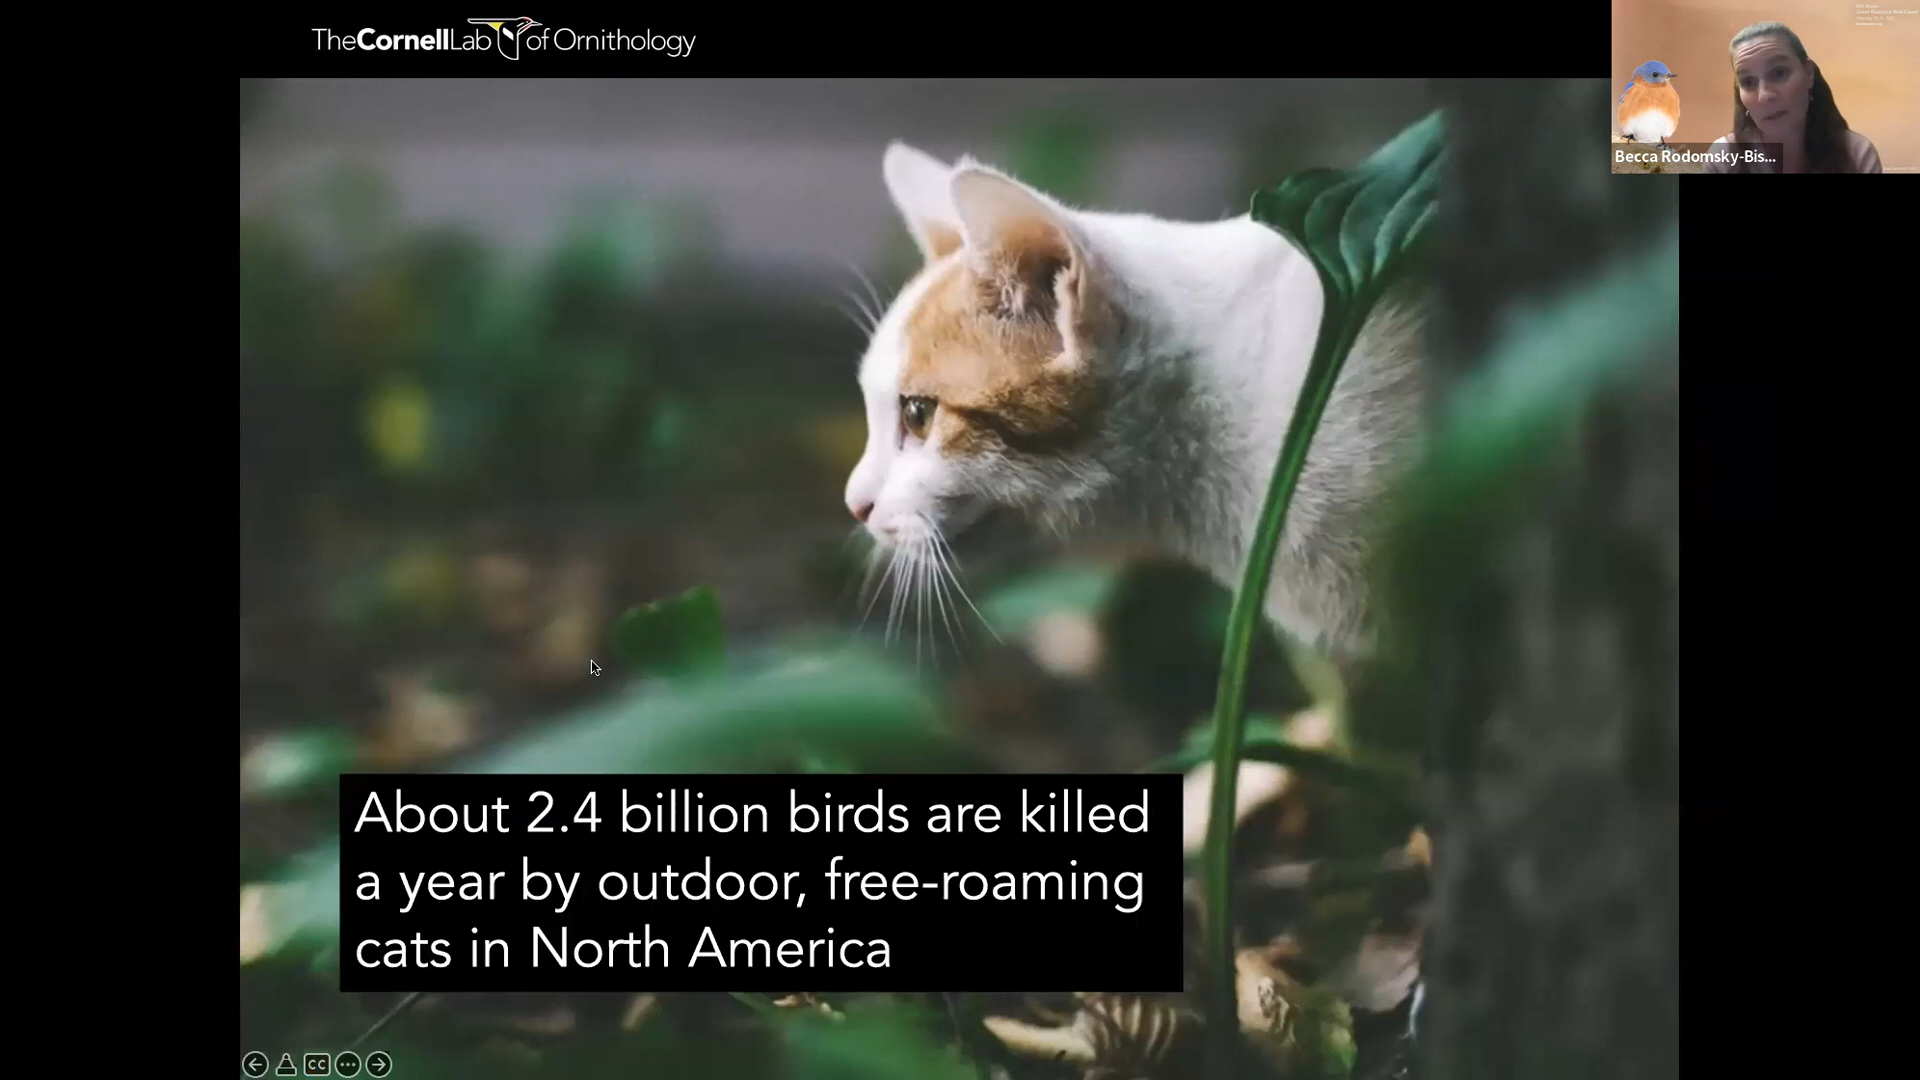 TheCornellLab of Ornithology
Becca Rodomsky-Bis...
About 2.4 billion birds are killed
a year by outdoor, free-roaming
cats in North America
CC